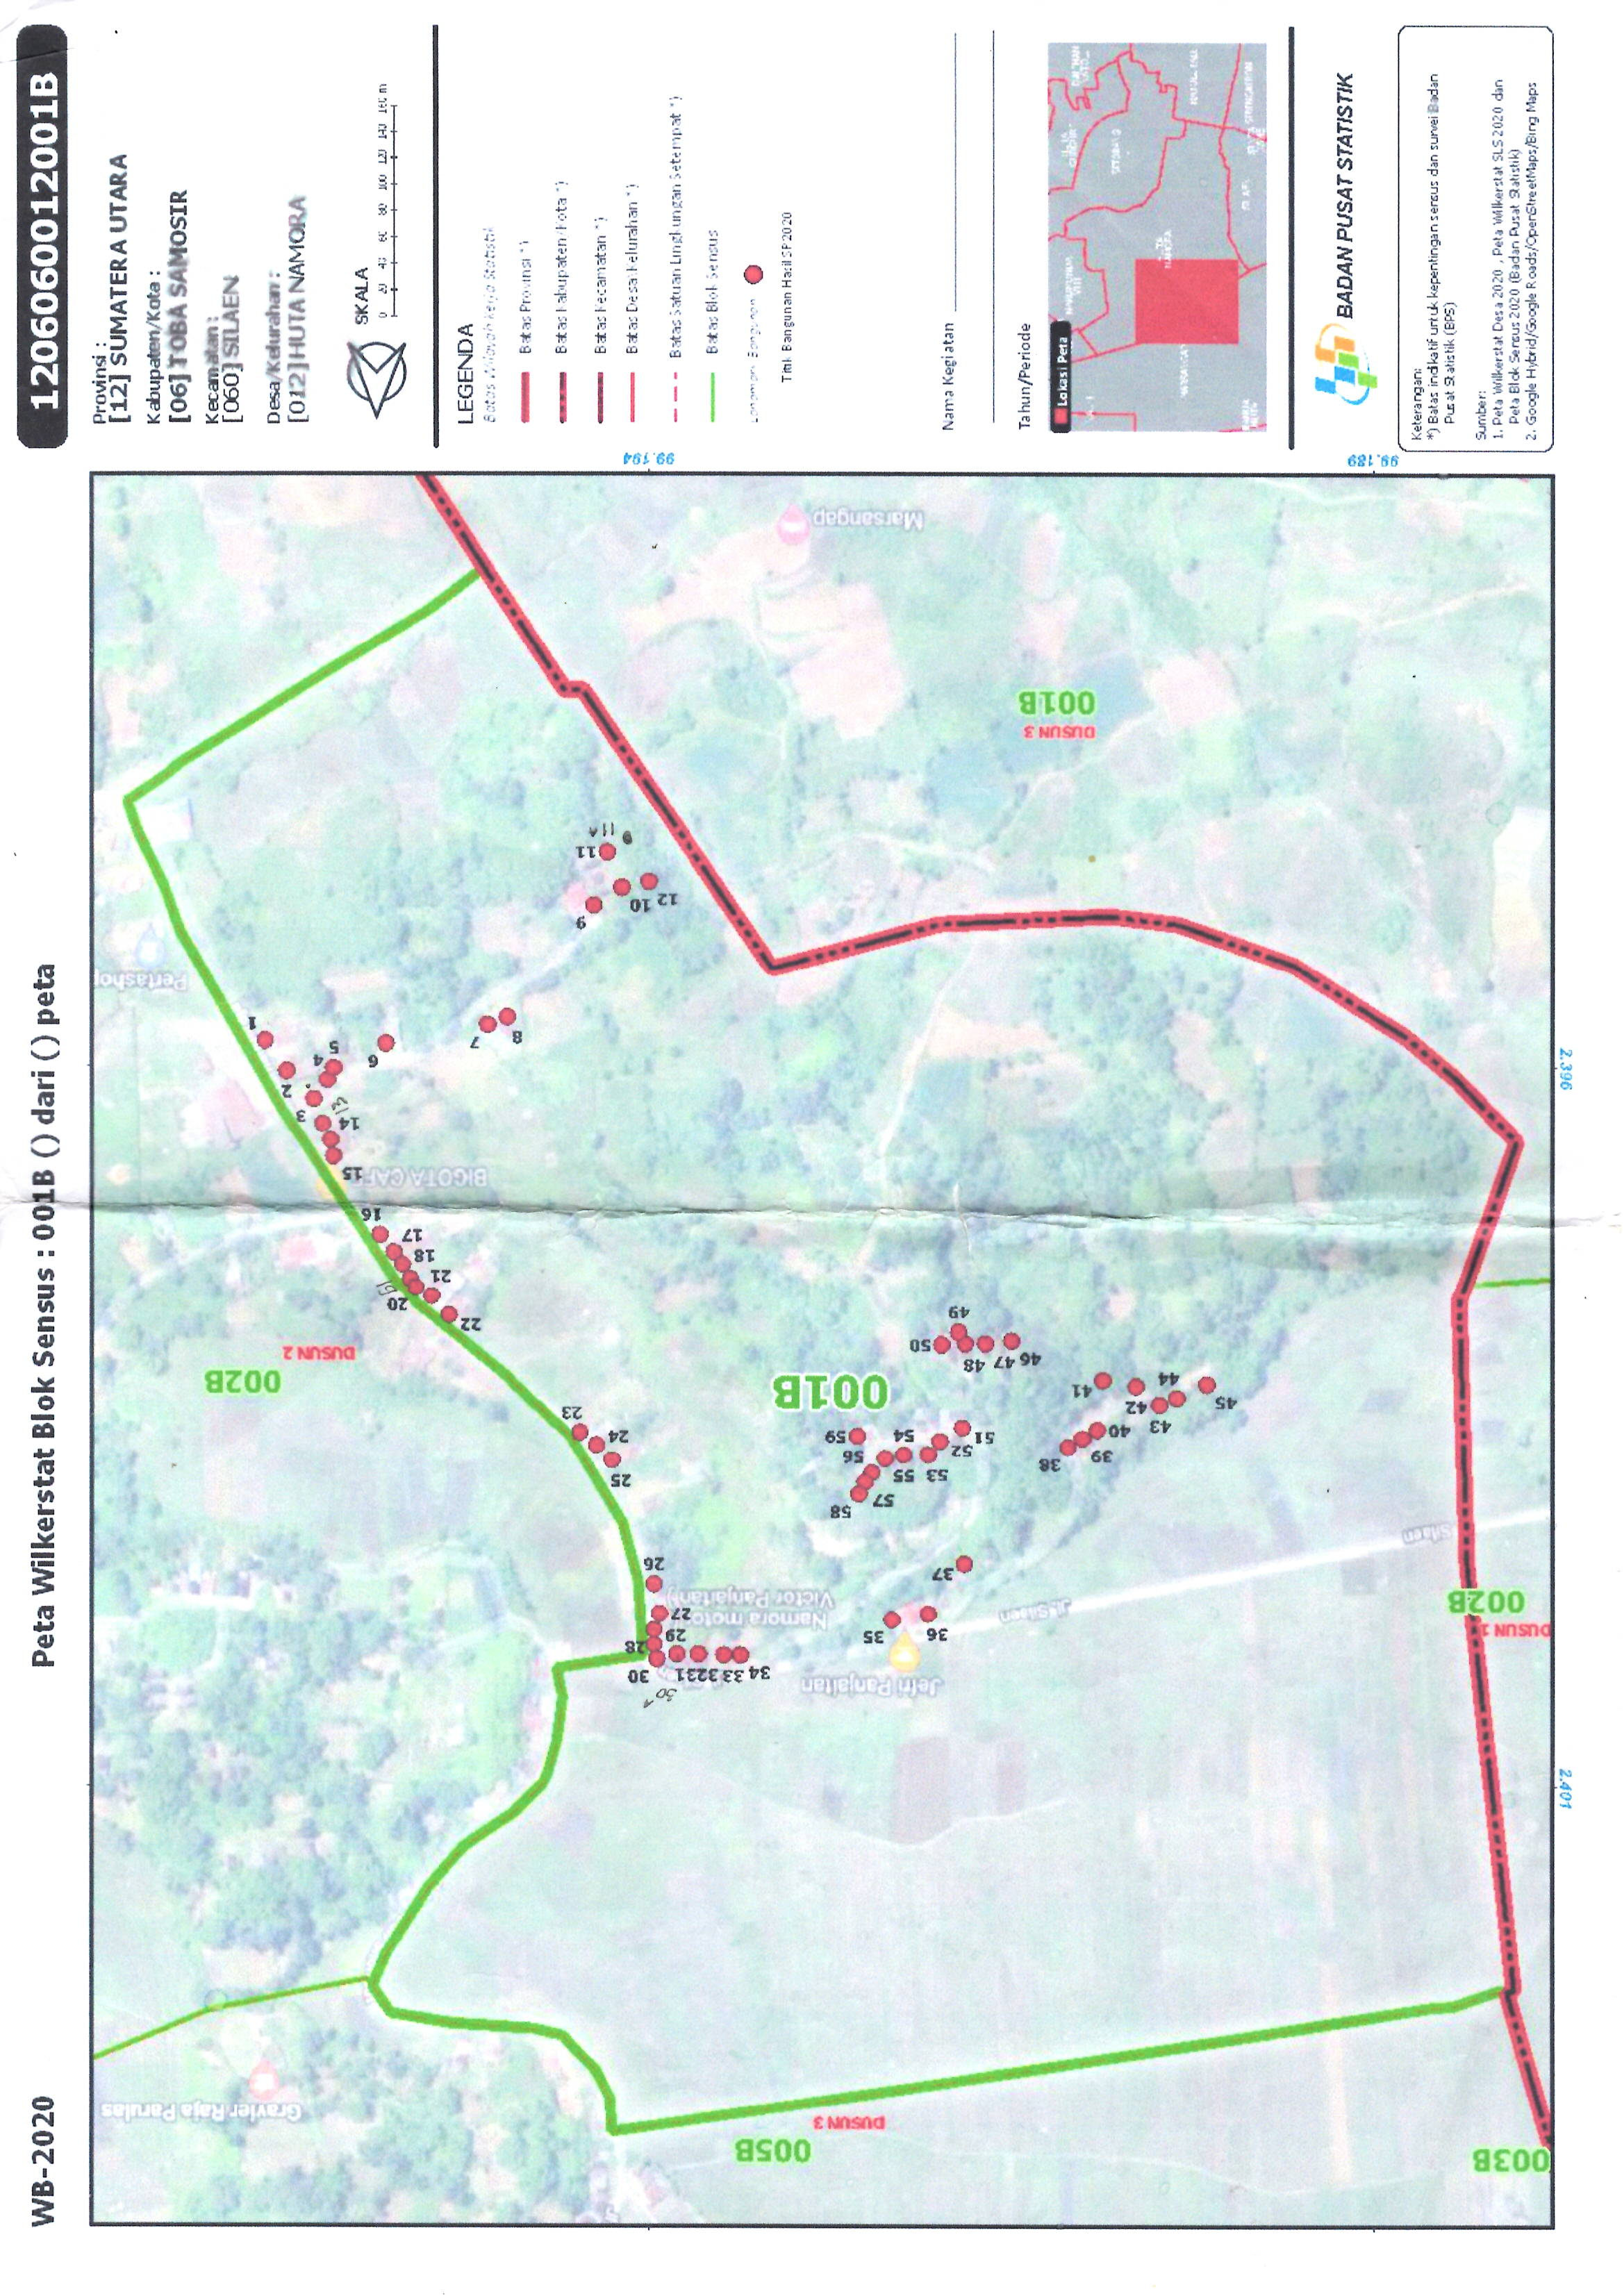 WB-2020
Peta Wilkerstat Blok Sensus : 001B () dari () peta
1206060012001B
Provinsi :
[12] SUMATERA UTARA
Kabupaten/Kota :
[06] TOBA SAMOSIR
Kecamatan :
[060] SILAEN
Desa/Kelurahan :
[012] HUTA NAMORA
SKALA
0 20 40 60 80 100 120 140 160 m
LEGENDA
Batas Wilayah Kerja Statistik
Batas Provinsi *)
Batas Kabupaten/Kota *)
Batas Kecamatan *)
Batas Desa/Kelurahan *)
Batas Satuan Lingkungan Setempat *)
Batas Blok Sensus
Landmark Bangunan
Titik Bangunan Hasil SP2020
Nama Kegiatan
Tahun/Periode
Lokasi Peta
HUTA
NAMORA
MARSANGAP
SILAEN
BADAN PUSAT STATISTIK
Keterangan:
*) Batas indikatif untuk kepentingan sensus dan survei Badan
Pusat Statistik (BPS)
Sumber:
1. Peta Wilkerstat Desa 2020 , Peta Wilkerstat SLS 2020 dan
Peta Blok Sensus 2020 (Badan Pusat Statistik)
2. Google Hybrid/Google Roads/OpenStreetMaps/Bing Maps
Gravier Raja Parulas
002B
DUSUN 2
Pertashop
BIGOTA CAFE
005B
DUSUN 3
Namora motor
Victor Panjaitan
Jefri Panjaitan
001B
Jl. Silaen
Silaen
Marsangap
DUSUN 3
001B
003B
DUSUN 1
002B
1
2
3
4
5
6
7
8
9
10
11
11A
12
13
14
15
16
17
18
19
20
21
22
23
24
25
26
27
28
29
30
30A
31
32
33
34
35
36
37
38
39
40
41
42
43
44
45
46
47
48
49
50
51
52
53
54
55
56
57
58
59
99.194
99.189
2.401
2.396